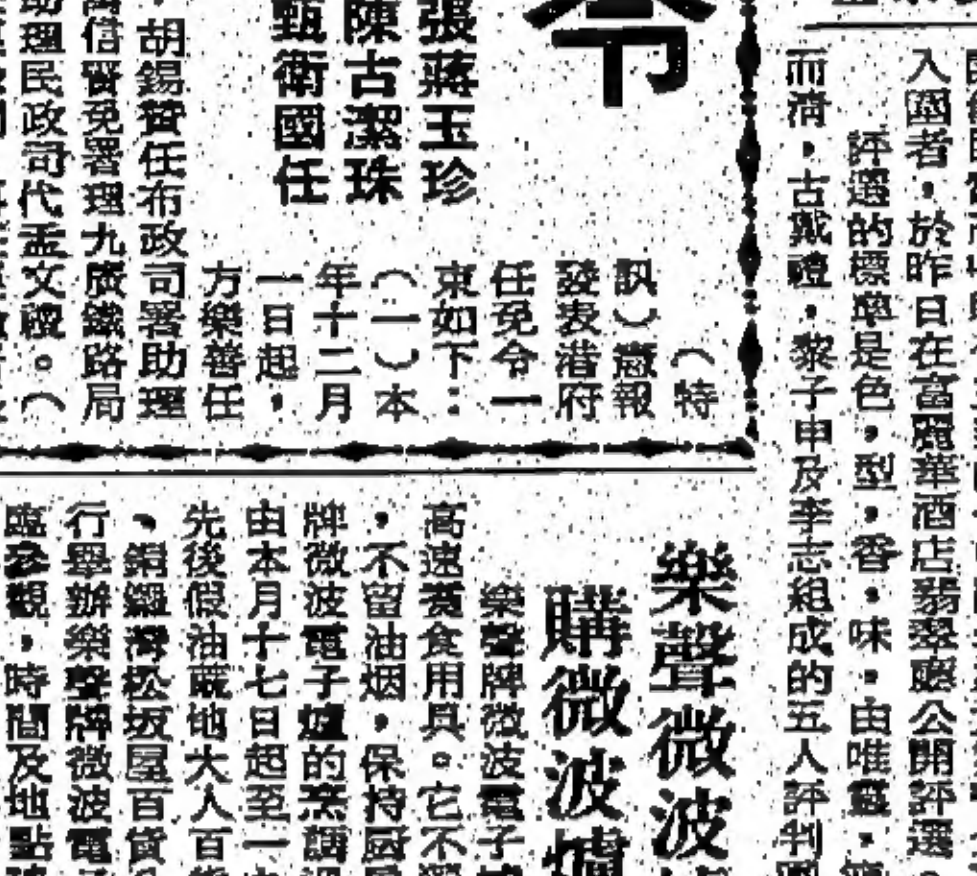 入圍者，於昨日在富麗華酒店翡翠廳公開評選。
評選的標準是色，型，香，味；由唯靈，
而清，古戴禮，黎子申及李志組成的五人評判團
令
張蔣玉珍
陳古潔珠
甄衛國任
（特
訊）憲報
發表港府
任免令一
束如下：
（一）本
年十二月
一日起，
方樂善任
胡錫贊任布政司署助理
信賢免署理九廣鐵路局
助理民政司代孟文禮。（
樂聲微波
購微波爐
樂聲牌微波電子
高速煮食用具。它不
，不留油烟，保持厨
牌微波電子爐的烹調
由本月十七日起至一
先後假油蔴地大人百
、銅鑼灣松坂屋百貨
行舉辦樂聲牌微波電
臨參觀，時間及地點